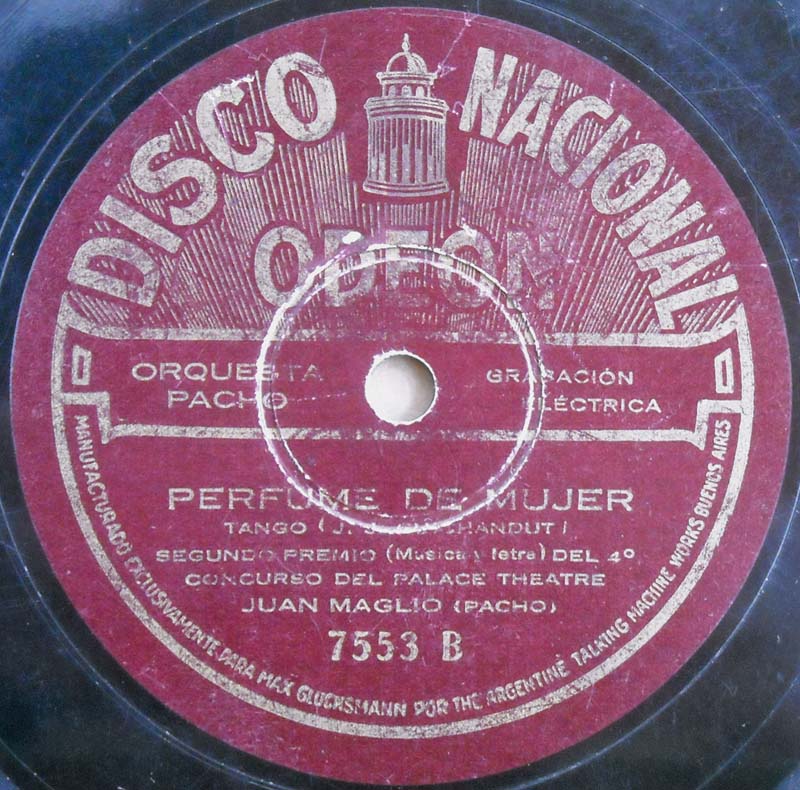 DISCO NACIONAL
ODEON
ORQUESTA
PACHO
GRABACIÓN
ELÉCTRICA
PERFUME DE MUJER
TANGO (J. J.
SEGUNDO PREMIO (Musica y letra) DEL 4º
CONCURSO DEL PALACE THEATRE
JUAN MAGLIO (PACHO)
7553 B
MANUFACTURADO EXCLUSIVAMENTE PARA MAX GLÜCKSMANN POR THE ARGENTINE TALKING MACHINE WORKS BUENOS AIRES